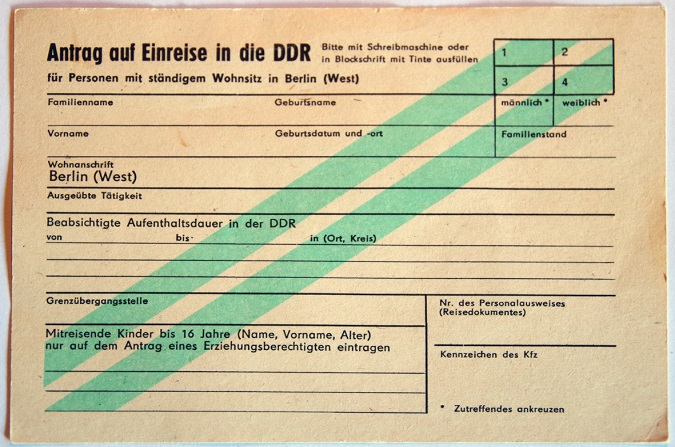 Antrag auf Einreise in die DDR
Bitte mit Schreibmaschine oder
in Blockschrift mit Tinte ausfüllen
für Personen mit ständigem Wohnsitz in Berlin (West)
1 2
3 4
Familienname Geburtsname männlich * weiblich *
Vorname Geburtsdatum und -ort Familienstand
Wohnanschrift
Berlin (West)
Ausgeübte Tätigkeit
Beabsichtigte Aufenthaltsdauer in der DDR
von bis in (Ort, Kreis)
Grenzübergangsstelle
Nr. des Personalausweises
(Reisedokumentes)
Mitreisende Kinder bis 16 Jahre (Name, Vorname, Alter)
nur auf dem Antrag eines Erziehungsberechtigten eintragen
Kennzeichen des Kfz
* Zutreffendes ankreuzen